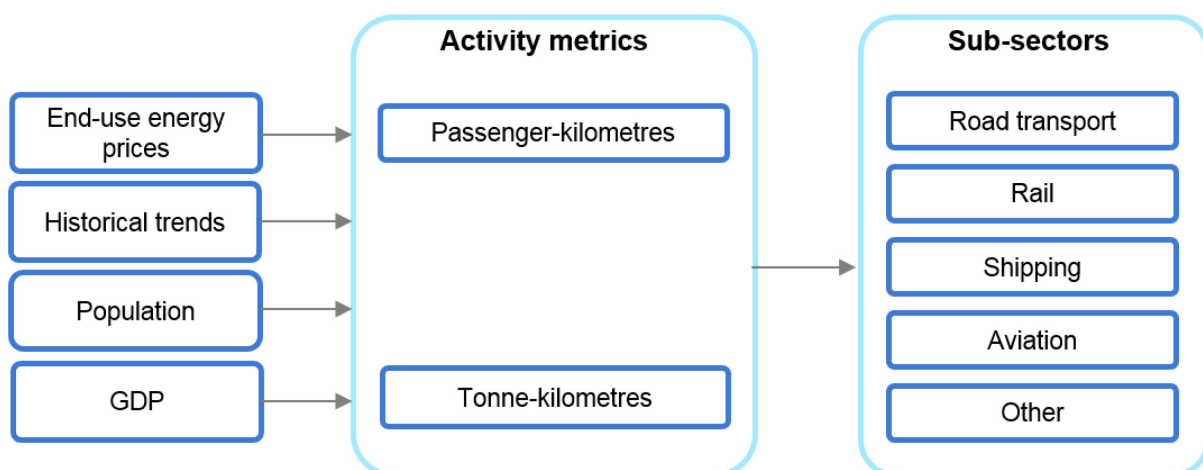 Activity metrics
Sub-sectors
End-use energy
prices
Historical trends
Population
GDP
Passenger-kilometres
Tonne-kilometres
Road transport
Rail
Shipping
Aviation
Other